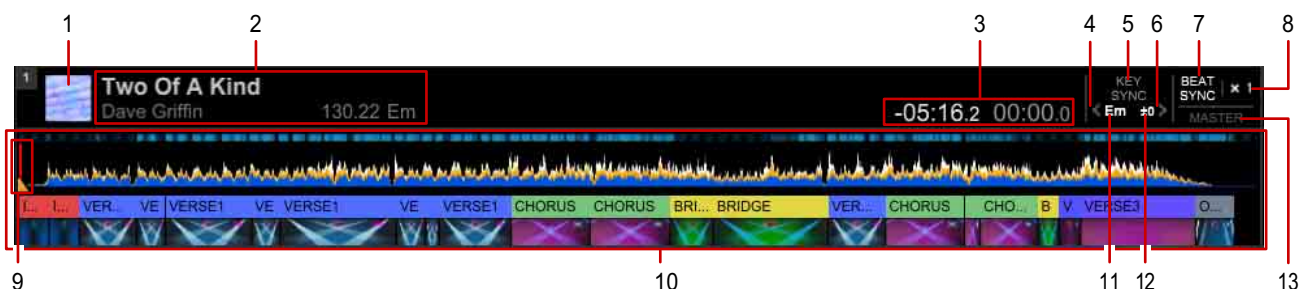 1 2 3 4 5 6 7 8
1
Two Of A Kind
Dave Griffin 130.22 Em
-05:16.2 00:00.0
KEY SYNC
< Em ±0 >
BEAT SYNC × 1
MASTER
I... I... VER... VE VERSE1 VE VERSE1 VE VERSE1 CHORUS CHORUS BRI... BRIDGE VER... CHORUS CHO... B V. VERSE3 O...
9 10 11 12 13